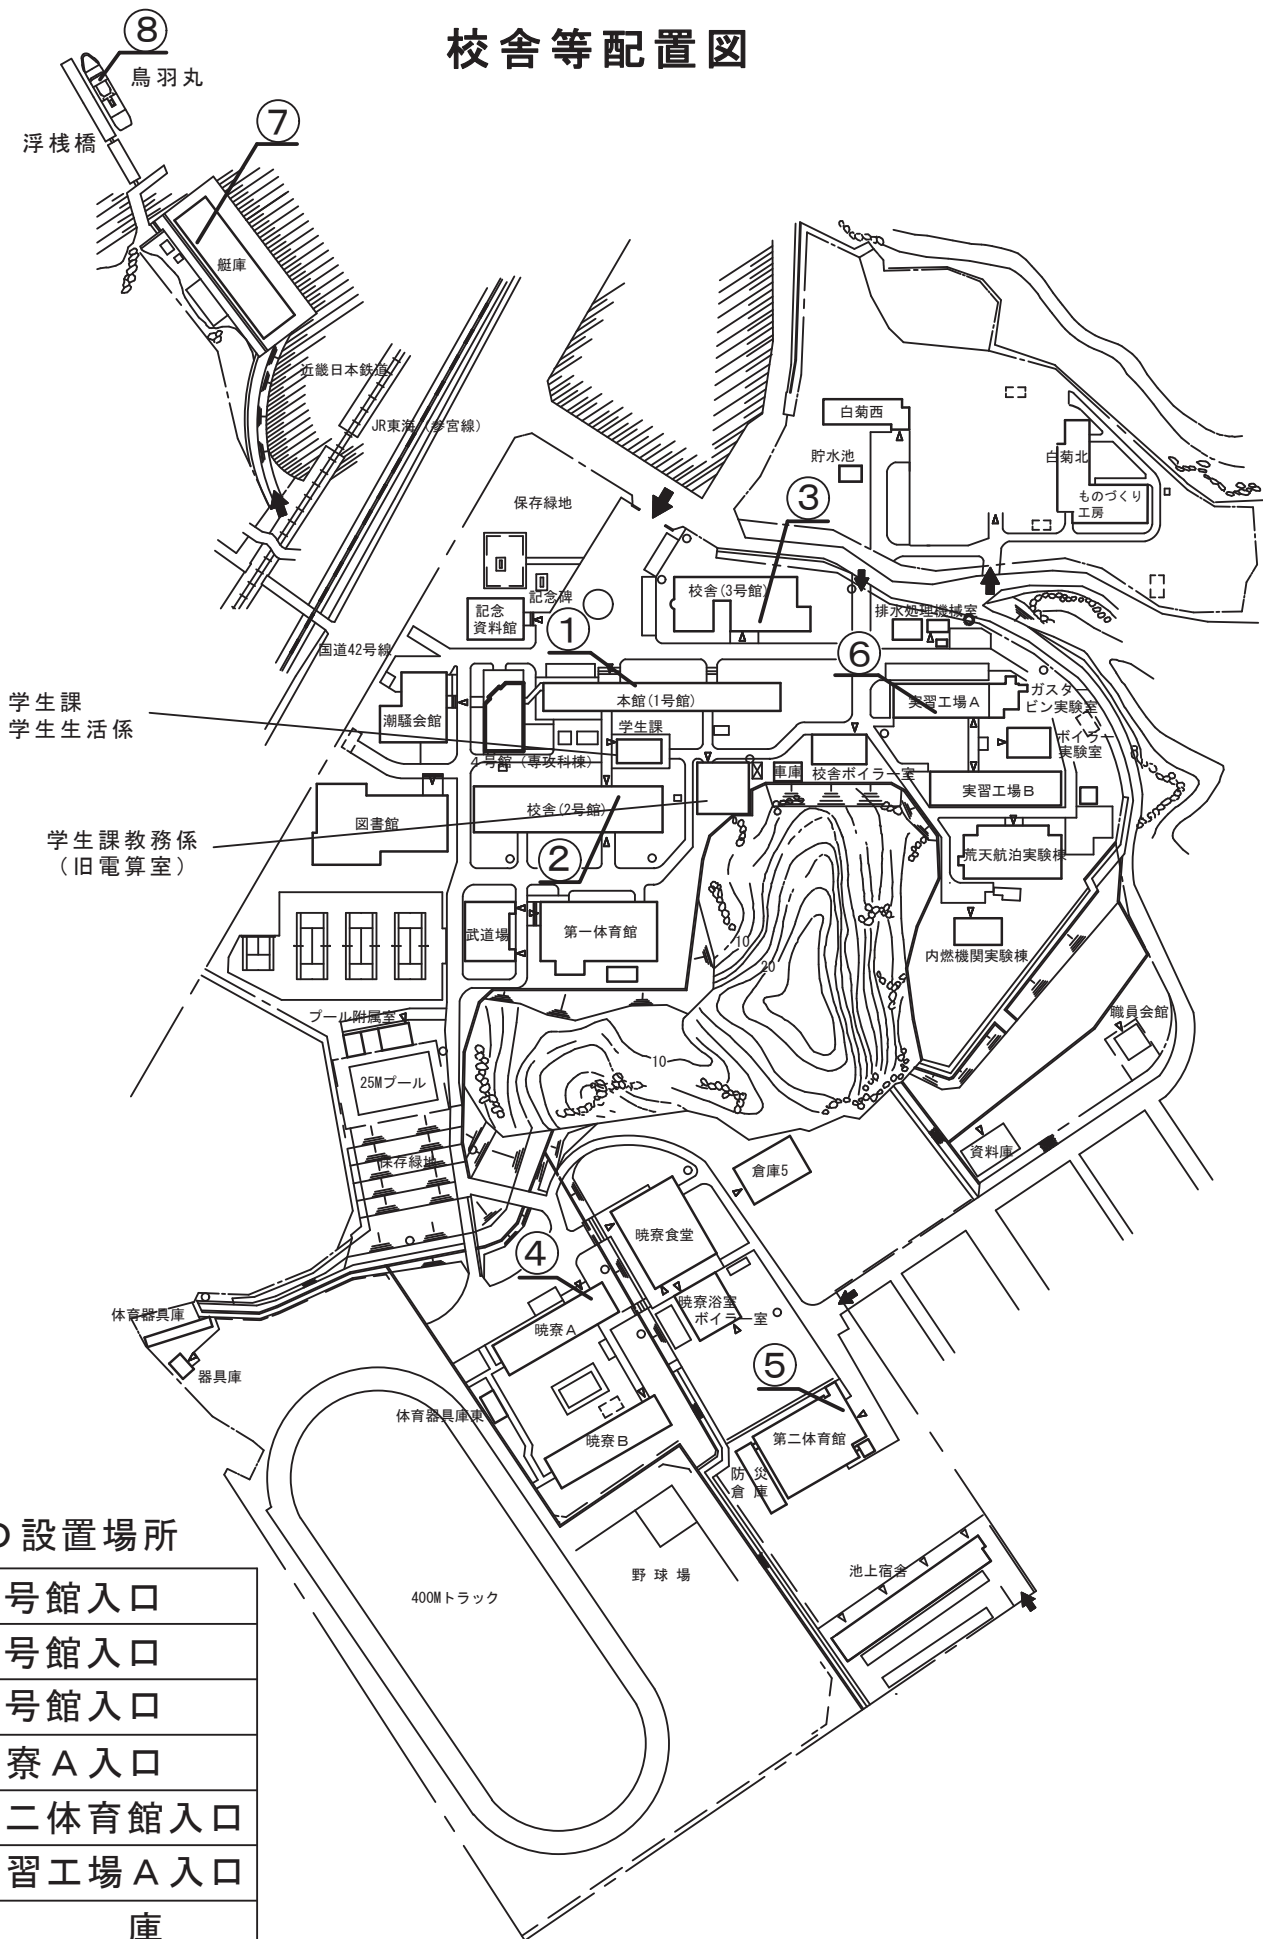 校舎等配置図
⑧
鳥羽丸
⑦
浮桟橋
艇庫
近畿日本鉄道
JR東海(参宮線)
白菊西
貯水池
白菊北
③
ものづくり
工房
保存緑地
記念碑
校舎(3号館)
記念
資料館
①
排水処理機械室
国道42号線
⑥
学生課
学生生活係
潮騒会館
本館(1号館)
実習工場A
ガスター
ビン実験室
学生課
ボイラー
実験室
4号館(専攻科棟)
車庫
校舎ボイラー室
実習工場B
校舎(2号館)
図書館
学生課教務係
(旧電算室)
②
荒天航泊実験棟
武道場
第一体育館
10
20
内燃機関実験棟
プール附属室
職員会館
25Mプール
10
保存緑地
資料庫
倉庫5
暁寮食堂
④
体育器具庫
暁寮浴室
ボイラー室
暁寮A
器具庫
⑤
体育器具庫東
暁寮B
第二体育館
防災
倉庫
設置場所
野球場
池上宿舎
400Mトラック
号館入口
号館入口
号館入口
寮A入口
二体育館入口
習工場A入口
庫